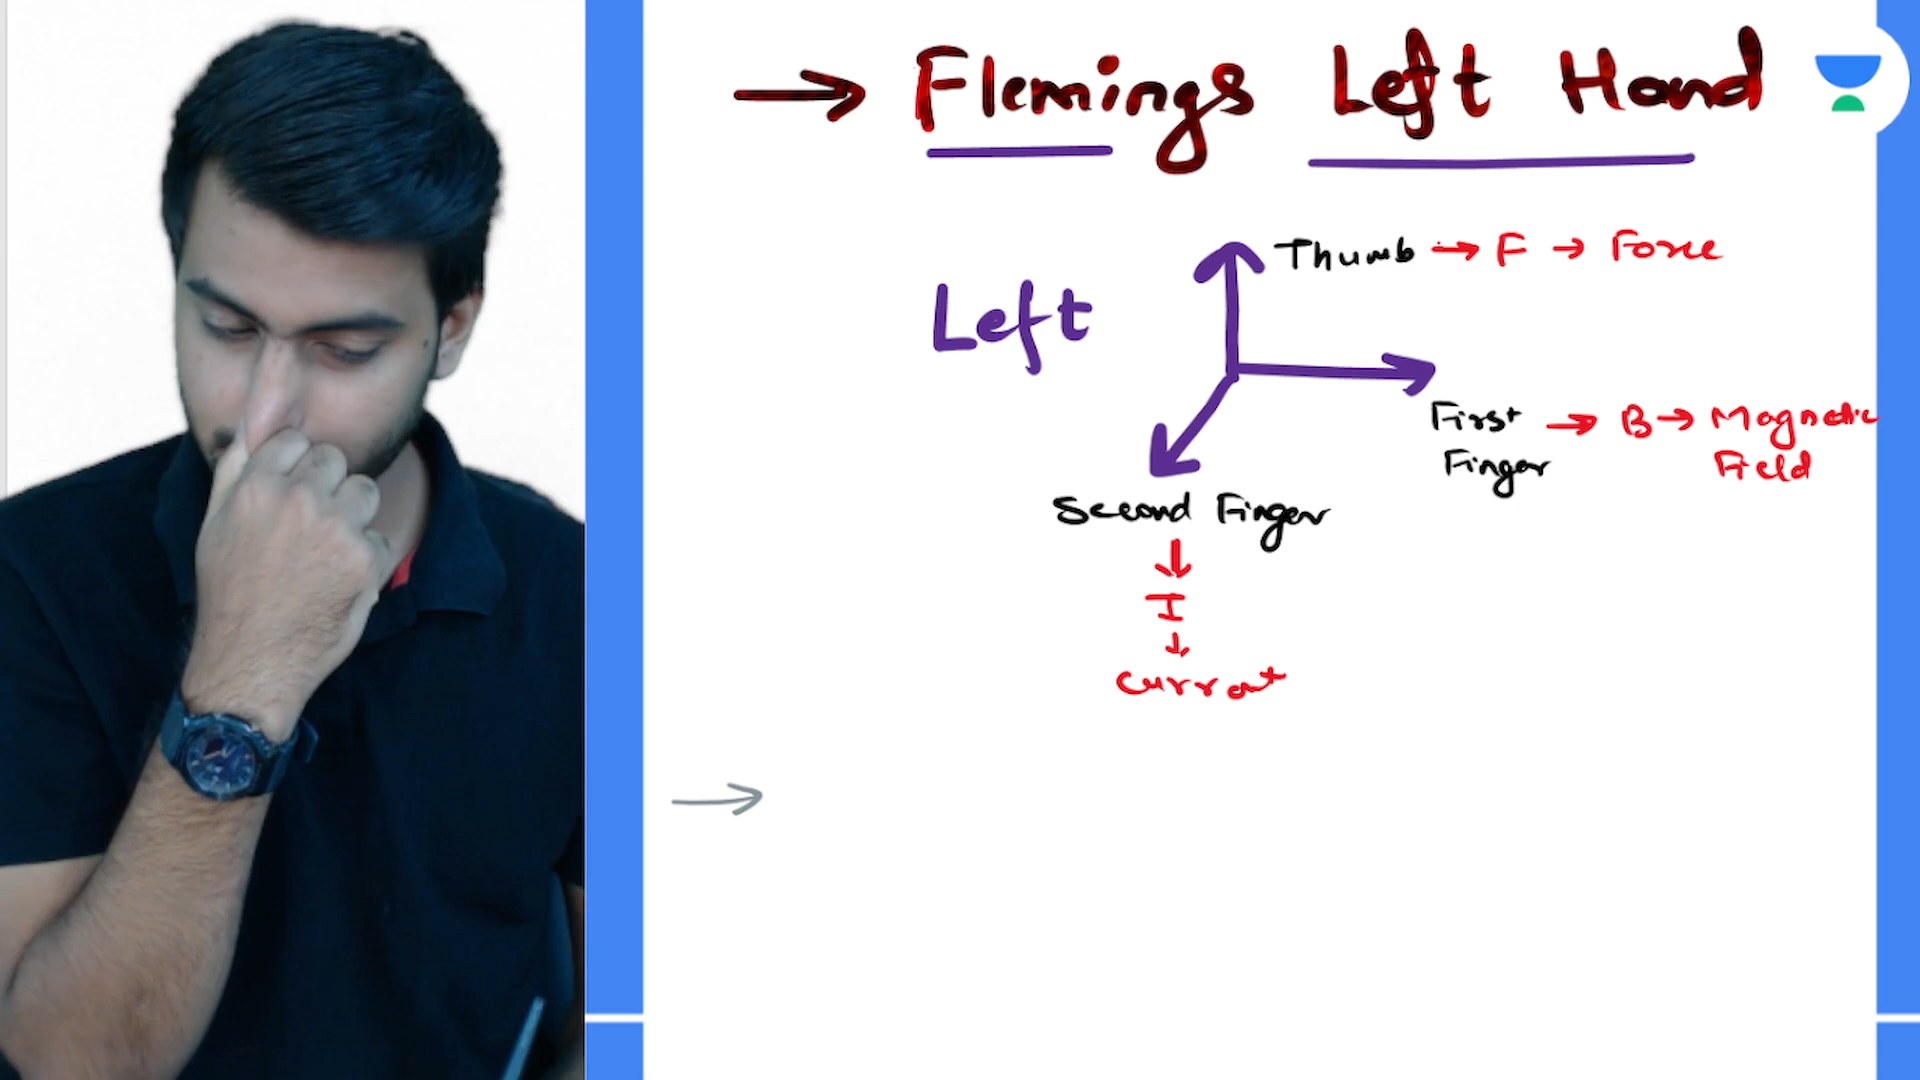 → Flemings Left Hand
Thumb → F → Force
Left
First Finger → B → Magnetic Field
Second Finger
↓
I
↓
Current
→